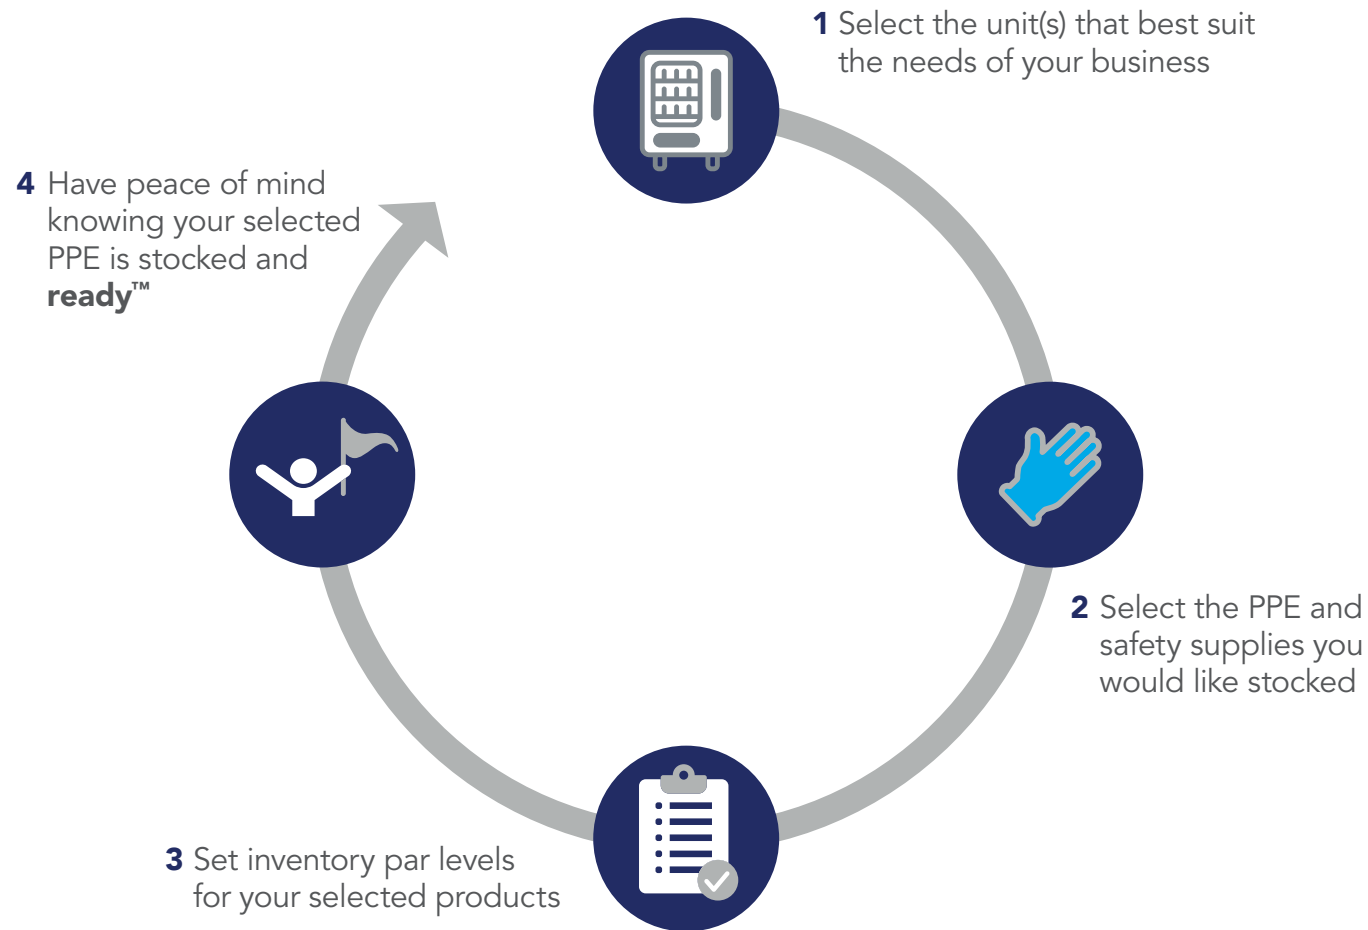 1 Select the unit(s) that best suit
the needs of your business
2 Select the PPE and
safety supplies you
would like stocked
3 Set inventory par levels
for your selected products
4 Have peace of mind
knowing your selected
PPE is stocked and
ready™